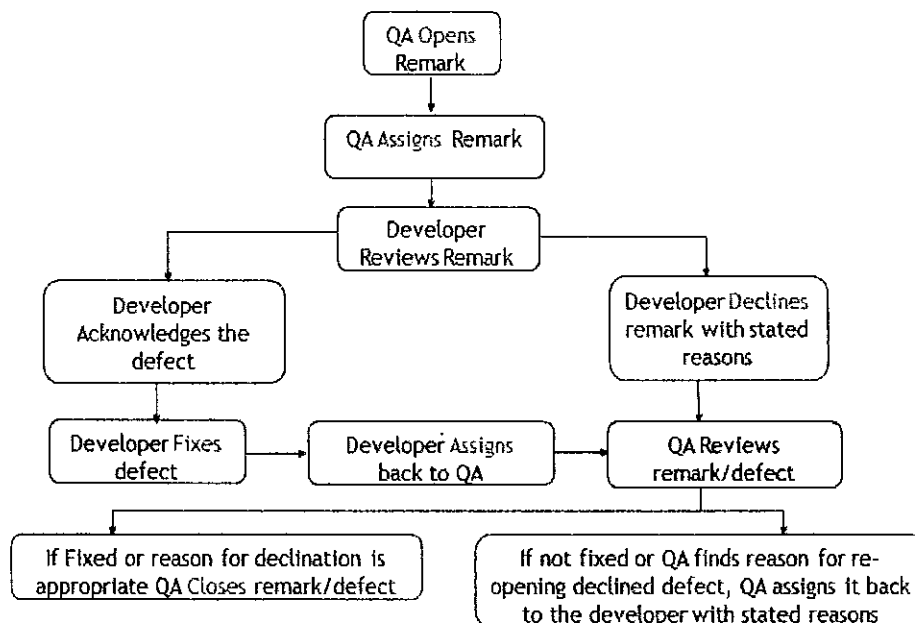 QA Opens
Remark
QA Assigns Remark
Developer
Reviews Remark
Developer
Acknowledges the
defect
Developer Declines
remark with stated
reasons
Developer Fixes
defect
Developer Assigns
back to QA
QA Reviews
remark/defect
if Fixed or reason for declination is
appropriate QA Closes remark/defect
If not fixed or QA finds reason for re-
opening declined defect, QA assigns it back
to the developer with stated reasons